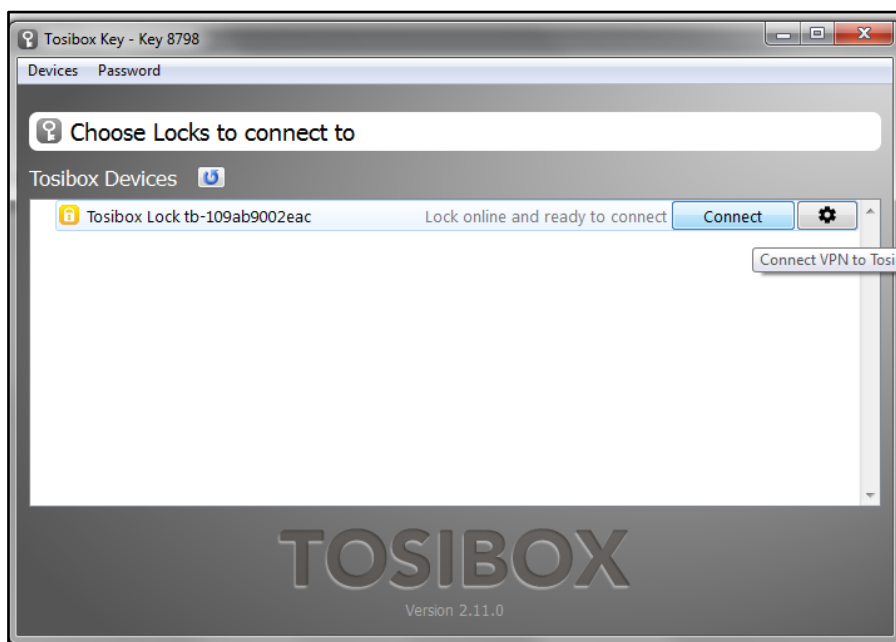 Tosibox Key - Key 8798
Devices Password
Choose Locks to connect to
Tosibox Devices
Tosibox Lock tb-109ab9002eac Lock online and ready to connect Connect
Connect VPN to Tosi
TOSIBOX
Version 2.11.0